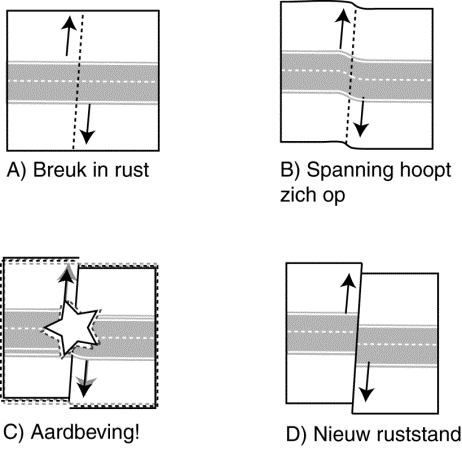 A) Breuk in rust
B) Spanning hoopt
zich op
C) Aardbeving!
D) Nieuw ruststand